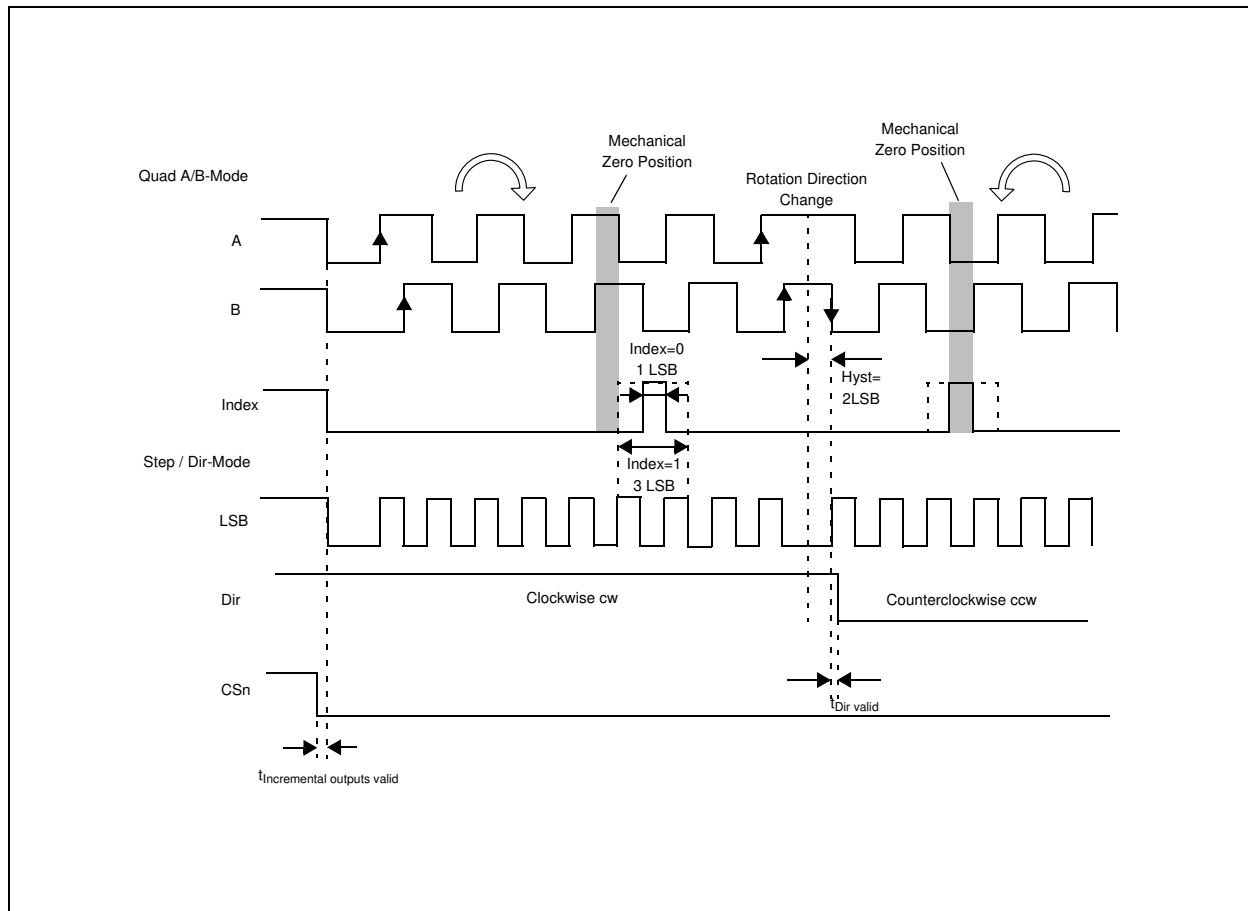 Mechanical
Zero Position
Mechanical
Zero Position
Quad A/B-Mode
Rotation Direction
Change
A
B
Index=0
1 LSB
Hyst=
2LSB
Index
Step / Dir-Mode
Index=1
3 LSB
LSB
Dir
Clockwise cw
Counterclockwise ccw
CSn
tDir valid
tIncremental outputs valid